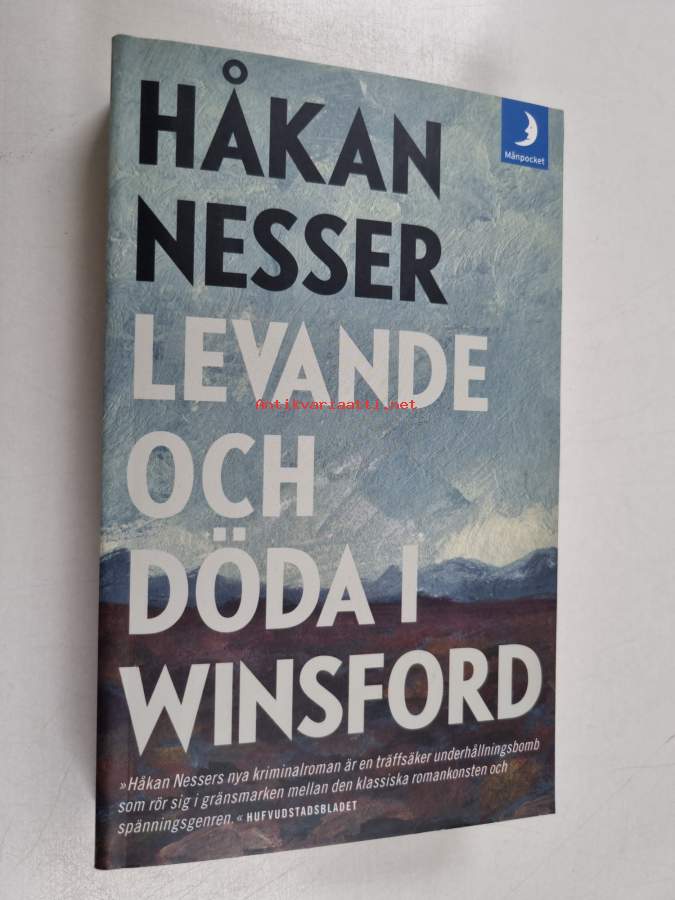 HÅKAN
NESSER
Månpocket
LEVANDE
Antikvariaatti.net
OCH
DÖDA I
WINSFORD
»Håkan Nessers nya kriminalroman är en träffsäker underhållningsbomb
som rör sig i gränsmarken mellan den klassiska romankonsten och
spänningsgenren.« HUFVUDSTADSBLADET